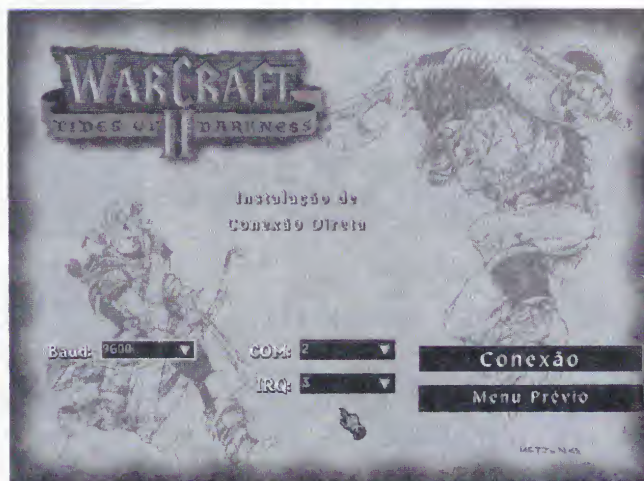 WARCRAFT
TIDES OF DARKNESS
II
Instalação de
Conexão Direta
Baud: 9600
COM: 2
IRQ: 3
Conexão
Menu Prévio